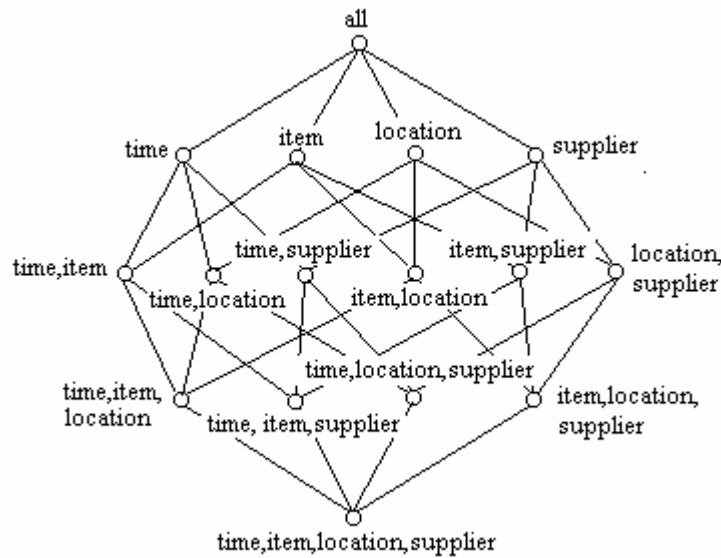 all
time
item
location
supplier
time,item
time,supplier
item,supplier
location,
supplier
time,location
item,location
time,item,
location
time,location,supplier
item,location,
supplier
time, item,supplier
time,item,location,supplier